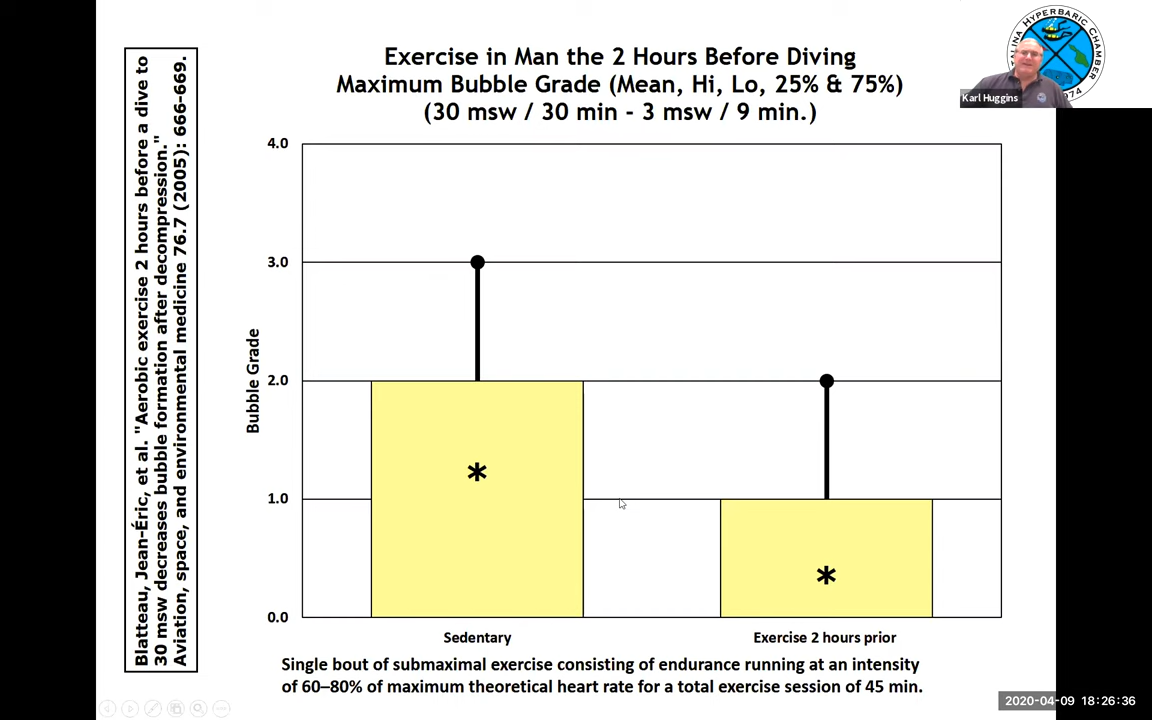 Exercise in Man the 2 Hours Before Diving
Maximum Bubble Grade (Mean, Hi, Lo, 25% & 75%)
(30 msw / 30 min - 3 msw / 9 min.)
HYPERBARIC CHAMBER
Karl Huggins
Blatteau, Jean-Éric, et al. "Aerobic exercise 2 hours before a dive to
30 msw decreases bubble formation after decompression."
Aviation, space, and environmental medicine 76.7 (2005): 666-669.
Bubble Grade
4.0
3.0
2.0
1.0
0.0
*
*
Sedentary
Exercise 2 hours prior
Single bout of submaximal exercise consisting of endurance running at an intensity
of 60–80% of maximum theoretical heart rate for a total exercise session of 45 min.
2020-04-09 18:26:36